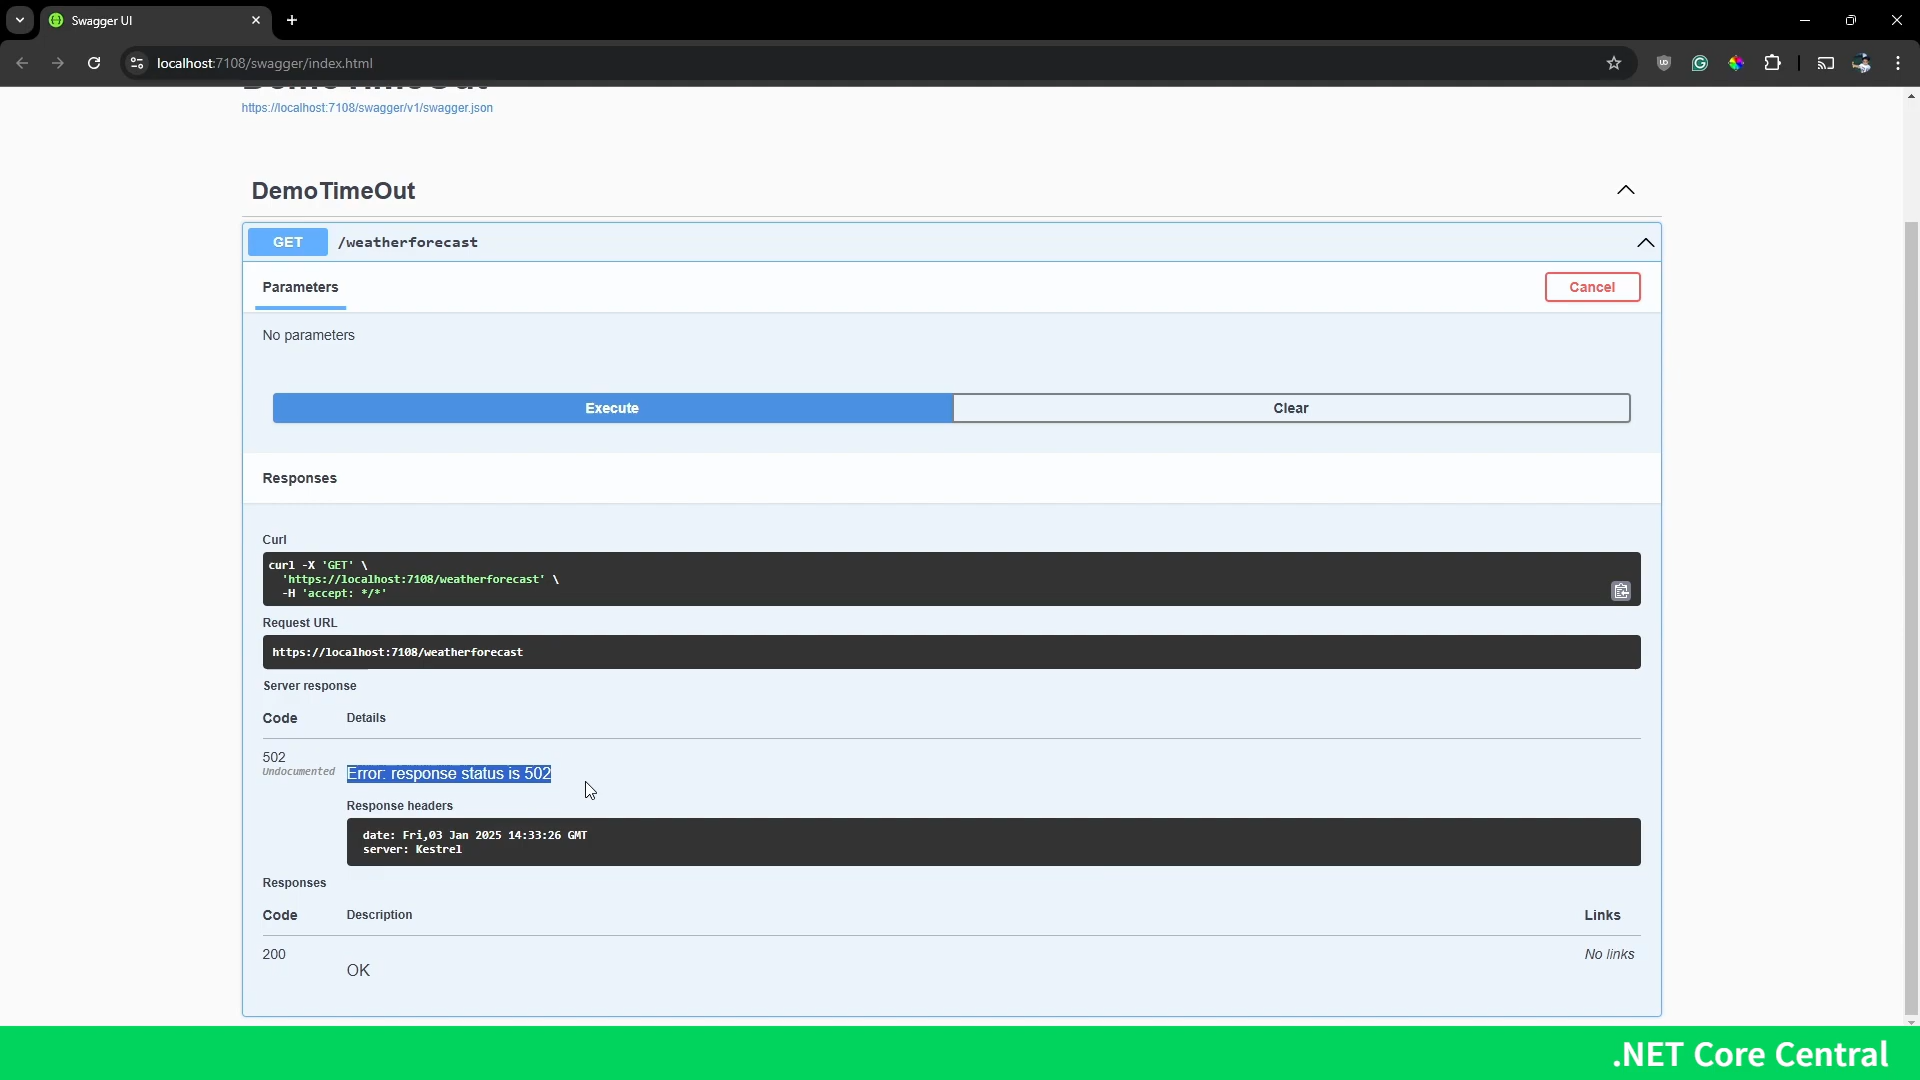 Swagger UI
localhost:7108/swagger/index.html
DemoTimeOut
https://localhost:7108/swagger/v1/swagger.json
DemoTimeOut
GET /weatherforecast
Parameters
Cancel
No parameters
Execute
Clear
Responses
Curl
curl -X 'GET' \
'https://localhost:7108/weatherforecast' \
-H 'accept: */*'
Request URL
https://localhost:7108/weatherforecast
Server response
Code Details
502
Undocumented
Error: response status is 502
Response headers
date: Fri,03 Jan 2025 14:33:26 GMT
server: Kestrel
Responses
Code Description Links
200 No links
OK
.NET Core Central